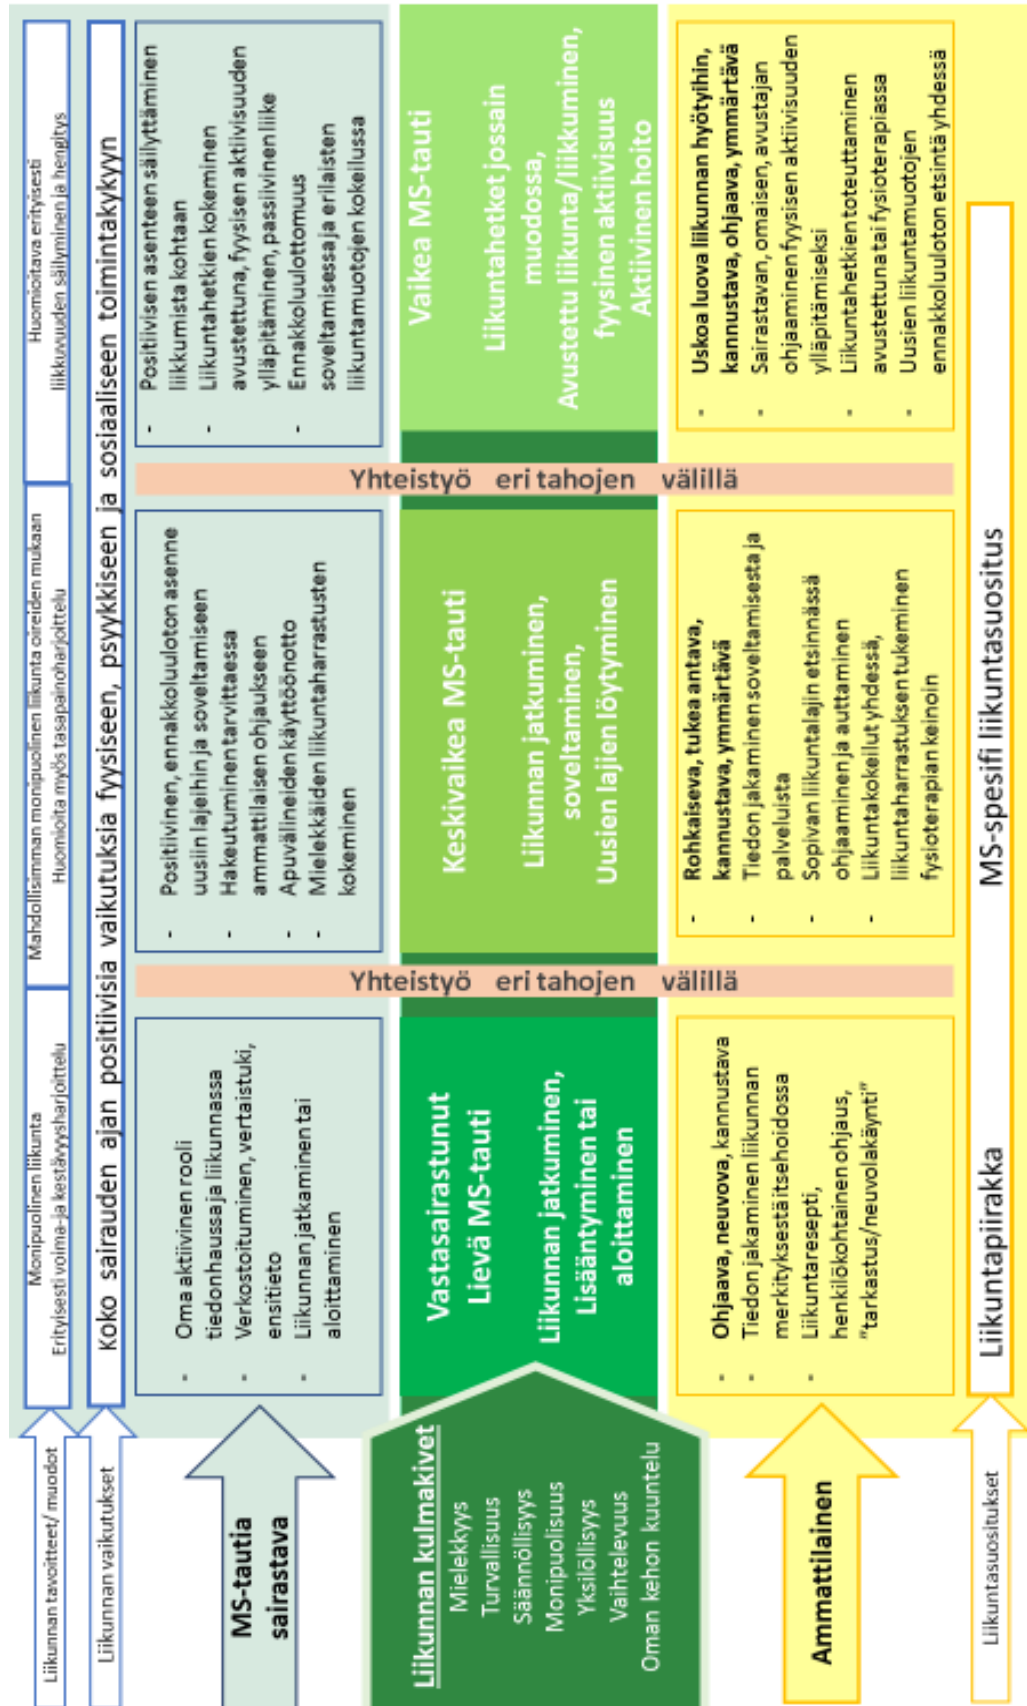 Liikunnan tavoitteet/ muodot
Monipuolinen liikunta
Erityisesti voima-ja kestävyysharjoittelu
Mahdollisimman monipuolinen liikunta oireiden mukaan
Huomioita myös tasapainoharjoittelu
Huomioitava erityisesti
liikkuvuuden säilyminen ja hengitys
Liikunnan vaikutukset
Koko sairauden ajan positiivisia vaikutuksia fyysiseen, psyykkiseen ja sosiaaliseen toimintakykyyn
MS-tautia
sairastava
- Oma aktiivinen rooli
tiedonhaussa ja liikunnassa
- Verkostoituminen, vertaistuki,
ensitieto
- Liikunnan jatkaminen tai
aloittaminen
- Positiivinen, ennakkoluuloton asenne
uusiin lajeihin ja soveltamiseen
- Hakeutuminen tarvittaessa
ammattilaisen ohjaukseen
- Apuvälineiden käyttöönotto
- Mielekkäiden liikuntaharrastusten
kokeminen
- Positiivisen asenteen säilyttäminen
liikkumista kohtaan
- Liikuntahetkien kokeminen
avustettuna, fyysisen aktiivisuuden
ylläpitäminen, passiivinen liike
- Ennakkoluulottomuus
soveltamisessa ja erilaisten
liikuntamuotojen kokeilussa
Liikunnan kulmakivet
Mielekkyys
Turvallisuus
Säännöllisyys
Monipuolisuus
Yksilöllisyys
Vaihtelevuus
Oman kehon kuuntelu
Vastasairastunut
Lievä MS-tauti
Liikunnan jatkuminen,
Lisääntyminen tai
aloittaminen
Yhteistyö eri tahojen välillä
Keskivaikea MS-tauti
Liikunnan jatkuminen,
soveltaminen,
Uusien lajien löytyminen
Yhteistyö eri tahojen välillä
Vaikea MS-tauti
Liikuntahetket jossain
muodossa,
Avustettu liikunta/liikkuminen,
fyysinen aktiivisuus
Aktiivinen hoito
Ammattilainen
- Ohjaava, neuvova, kannustava
- Tiedon jakaminen liikunnan
merkityksestä itsehoidossa
- Liikuntaresepti,
henkilökohtainen ohjaus,
"tarkastus/neuvolakäynti"
- Rohkaiseva, tukea antava,
kannustava, ymmärtävä
- Tiedon jakaminen soveltamisesta ja
palveluista
- Sopivan liikuntalajin etsinnässä
ohjaaminen ja auttaminen
- Liikuntakokeilut yhdessä,
liikuntaharrastuksen tukeminen
fysioterapian keinoin
- Uskoa luova liikunnan hyötyihin,
kannustava, ohjaava, ymmärtävä
- Sairastavan, omaisen, avustajan
ohjaaminen fyysisen aktiivisuuden
ylläpitämiseksi
- Liikuntahetkien toteuttaminen
avustettuna tai fysioterapiassa
- Uusien liikuntamuotojen
ennakkoluuloton etsintä yhdessä
Liikuntasuositukset
Liikuntapiirakka
MS-spesifi liikuntasuositus